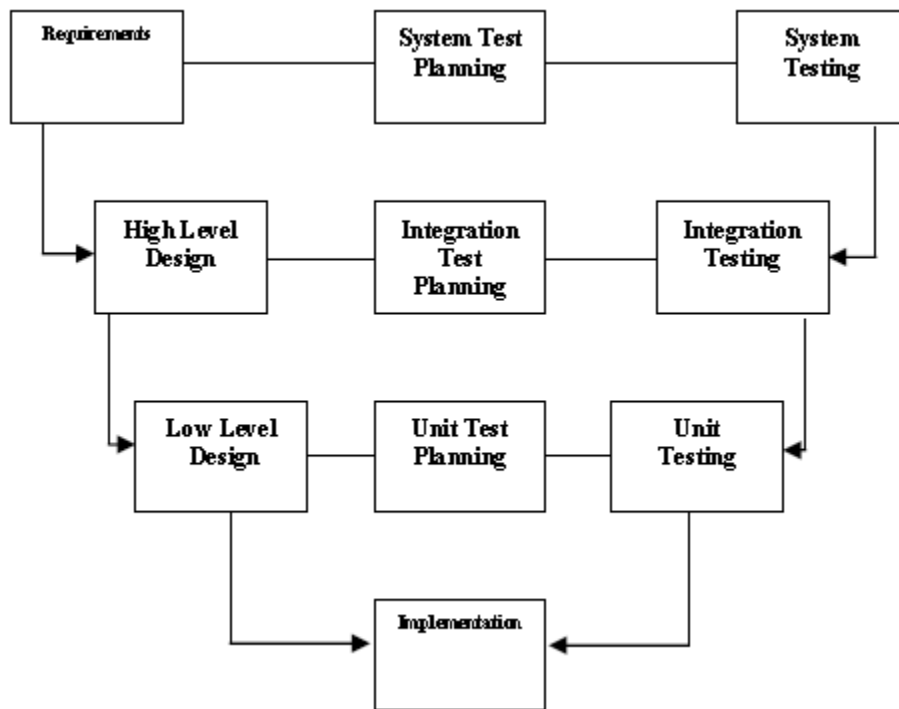 Requirements
System Test
Planning
System
Testing
High Level
Design
Integration
Test
Planning
Integration
Testing
Low Level
Design
Unit Test
Planning
Unit
Testing
Implementation